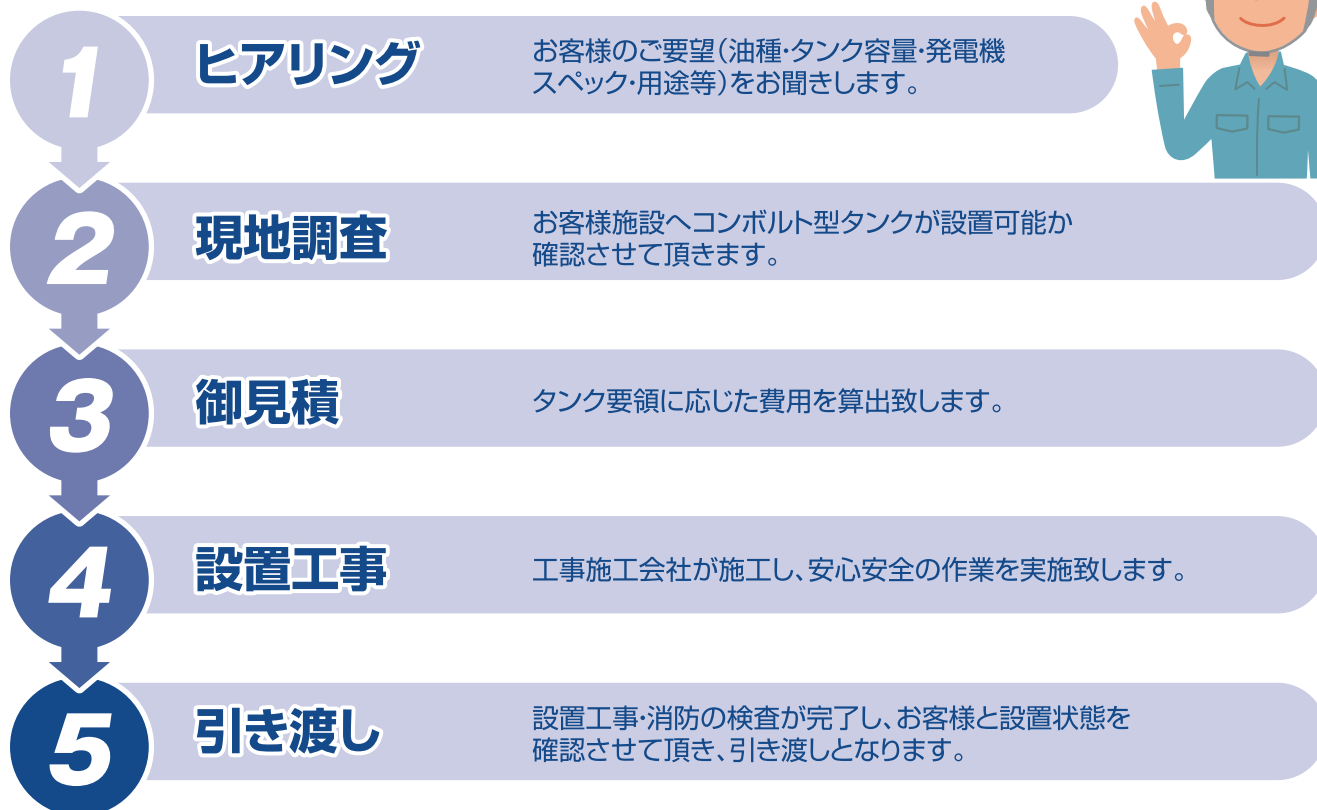 1
ヒアリング
お客様のご要望(油種・タンク容量・発電機
スペック・用途等)をお聞きします。
2
現地調査
お客様施設へコンボルト型タンクが設置可能か
確認させて頂きます。
3
御見積
タンク要領に応じた費用を算出致します。
4
設置工事
工事施工会社が施工し、安心安全の作業を実施致します。
5
引き渡し
設置工事・消防の検査が完了し、お客様と設置状態を
確認させて頂き、引き渡しとなります。